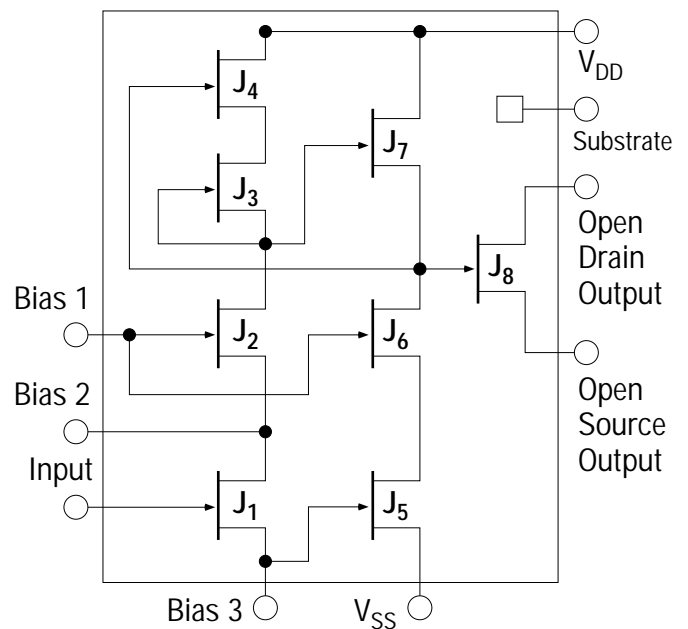 J4
VDD
Substrate
J7
J3
Open
Drain
Output
J8
Bias 1
J2
J6
Bias 2
Open
Source
Output
Input
J1
J5
Bias 3
VSS